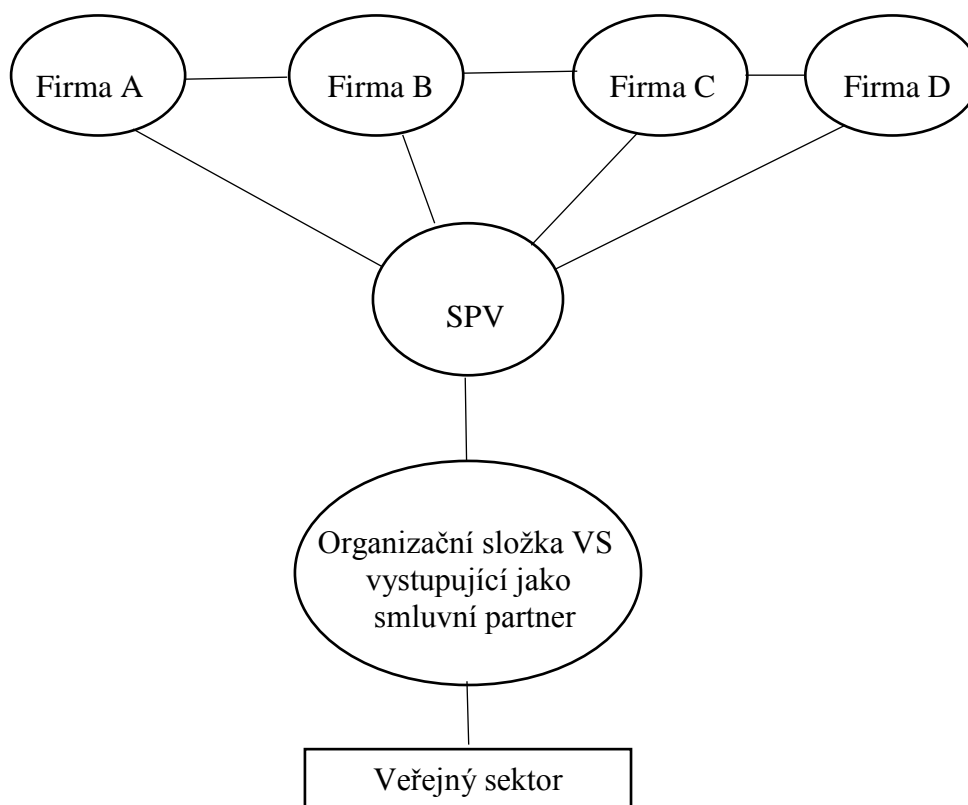 Firma A
Firma B
Firma C
Firma D
SPV
Organizační složka VS
vystupující jako
smluvní partner
Veřejný sektor